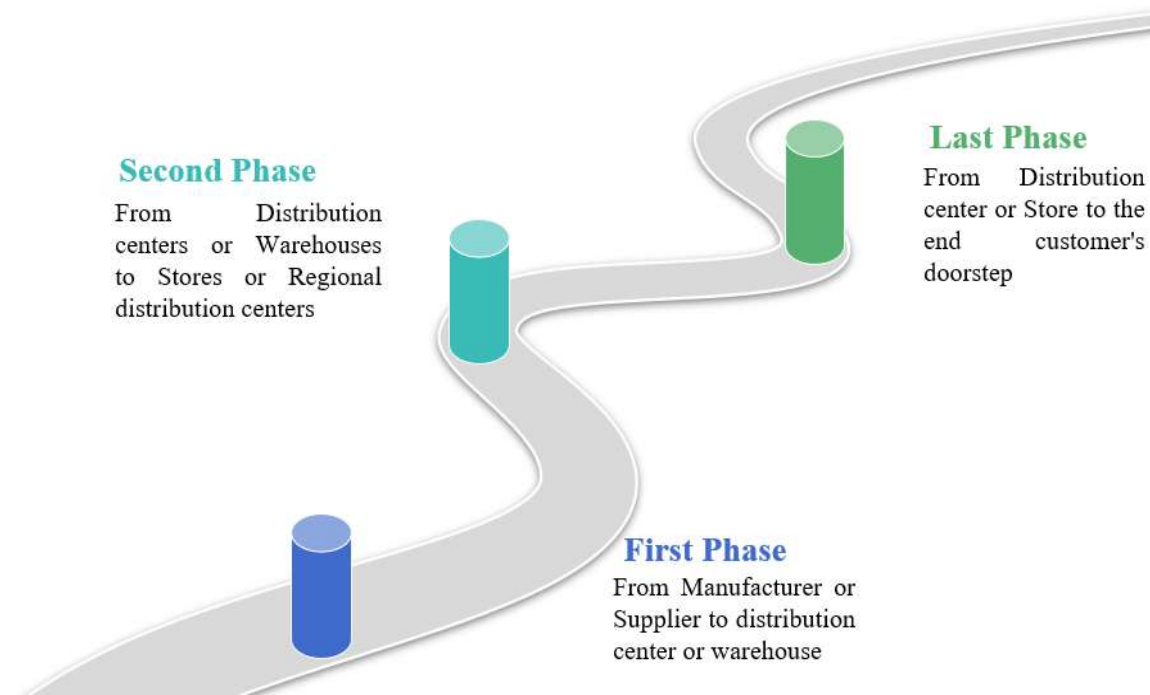 Second Phase
From Distribution
centers or Warehouses
to Stores or Regional
distribution centers
Last Phase
From Distribution
center or Store to the
end customer's
doorstep
First Phase
From Manufacturer or
Supplier to distribution
center or warehouse